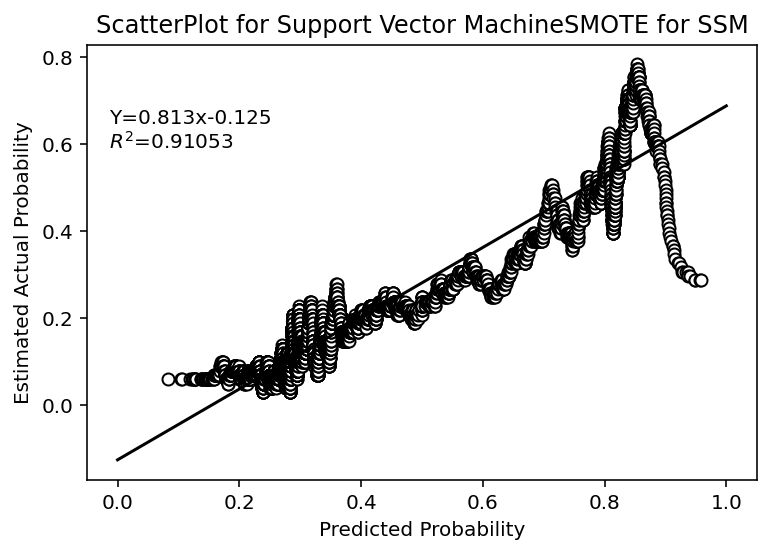 ScatterPlot for Support Vector MachineSMOTE for SSM
0.8
Y=0.813x-0.125
R²=0.91053
0.6
0.4
0.2
0.0
Estimated Actual Probability
0.0 0.2 0.4 0.6 0.8 1.0
Predicted Probability